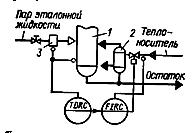 Пар эталонной
жидкости
1
2
Тепло-
носитель
3
Остаток
TDRC
FIRC